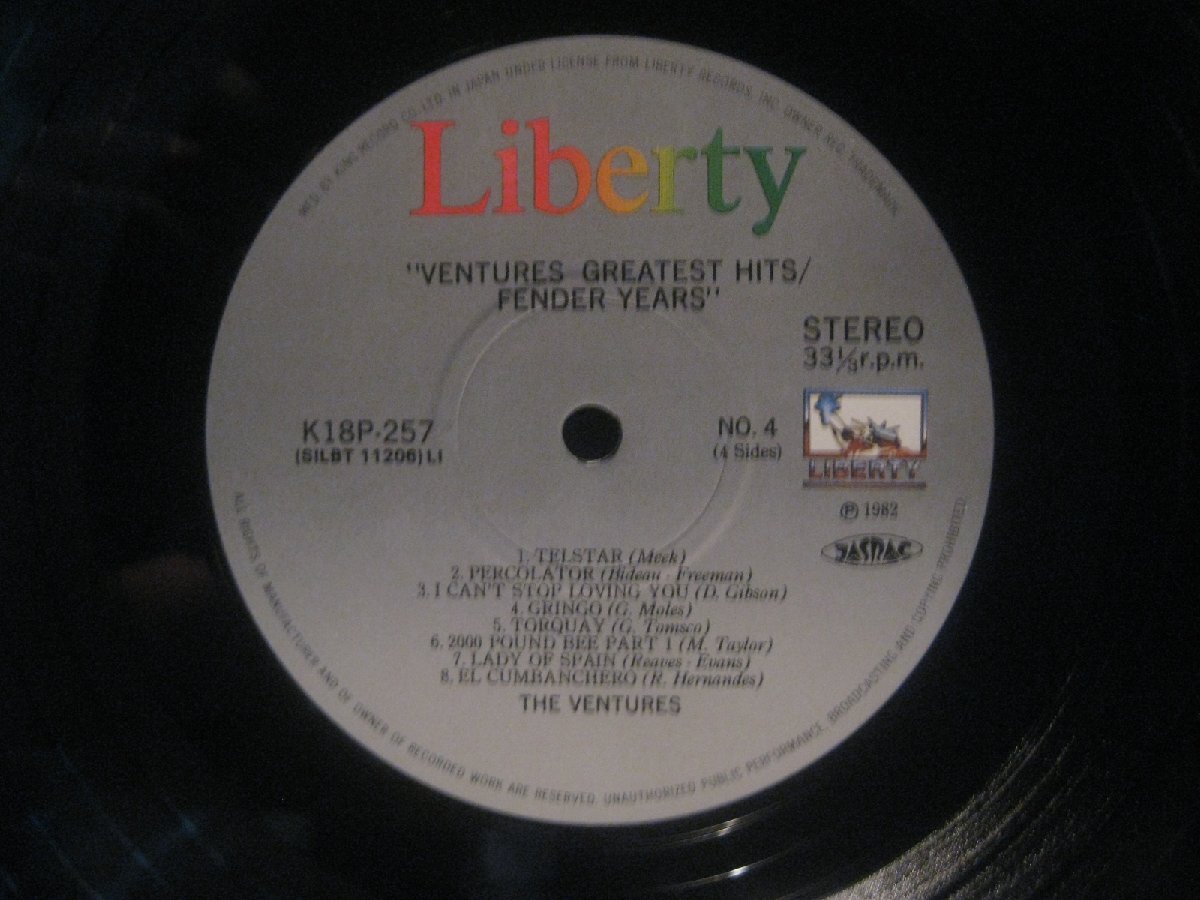 MFD. BY KING RECORD CO. LTD. IN JAPAN UNDER LICENSE FROM LIBERTY RECORDS, INC. OWNER REG. TRADEMARK.
Liberty
"VENTURES GREATEST HITS/
FENDER YEARS"
STEREO
33⅓r.p.m.
K18P-257
(SILBT 11206)LI
NO. 4
(4 Sides)
LIBERTY
℗ 1982
JASRAC
1. TELSTAR (Meek)
2. PERCOLATOR (Bideau - Freeman)
3. I CAN'T STOP LOVING YOU (D. Gibson)
4. GRINGO (G. Moles)
5. TORQUAY (G. Tomsco)
6. 2000 POUND BEE PART 1 (M. Taylor)
7. LADY OF SPAIN (Reaves - Evans)
8. EL CUMBANCHERO (R. Hernandes)
THE VENTURES
ALL RIGHTS OF MANUFACTURER AND OF OWNER OF RECORDED WORK ARE RESERVED. UNAUTHORIZED PUBLIC PERFORMANCE, BROADCASTING AND COPYING PROHIBITED.